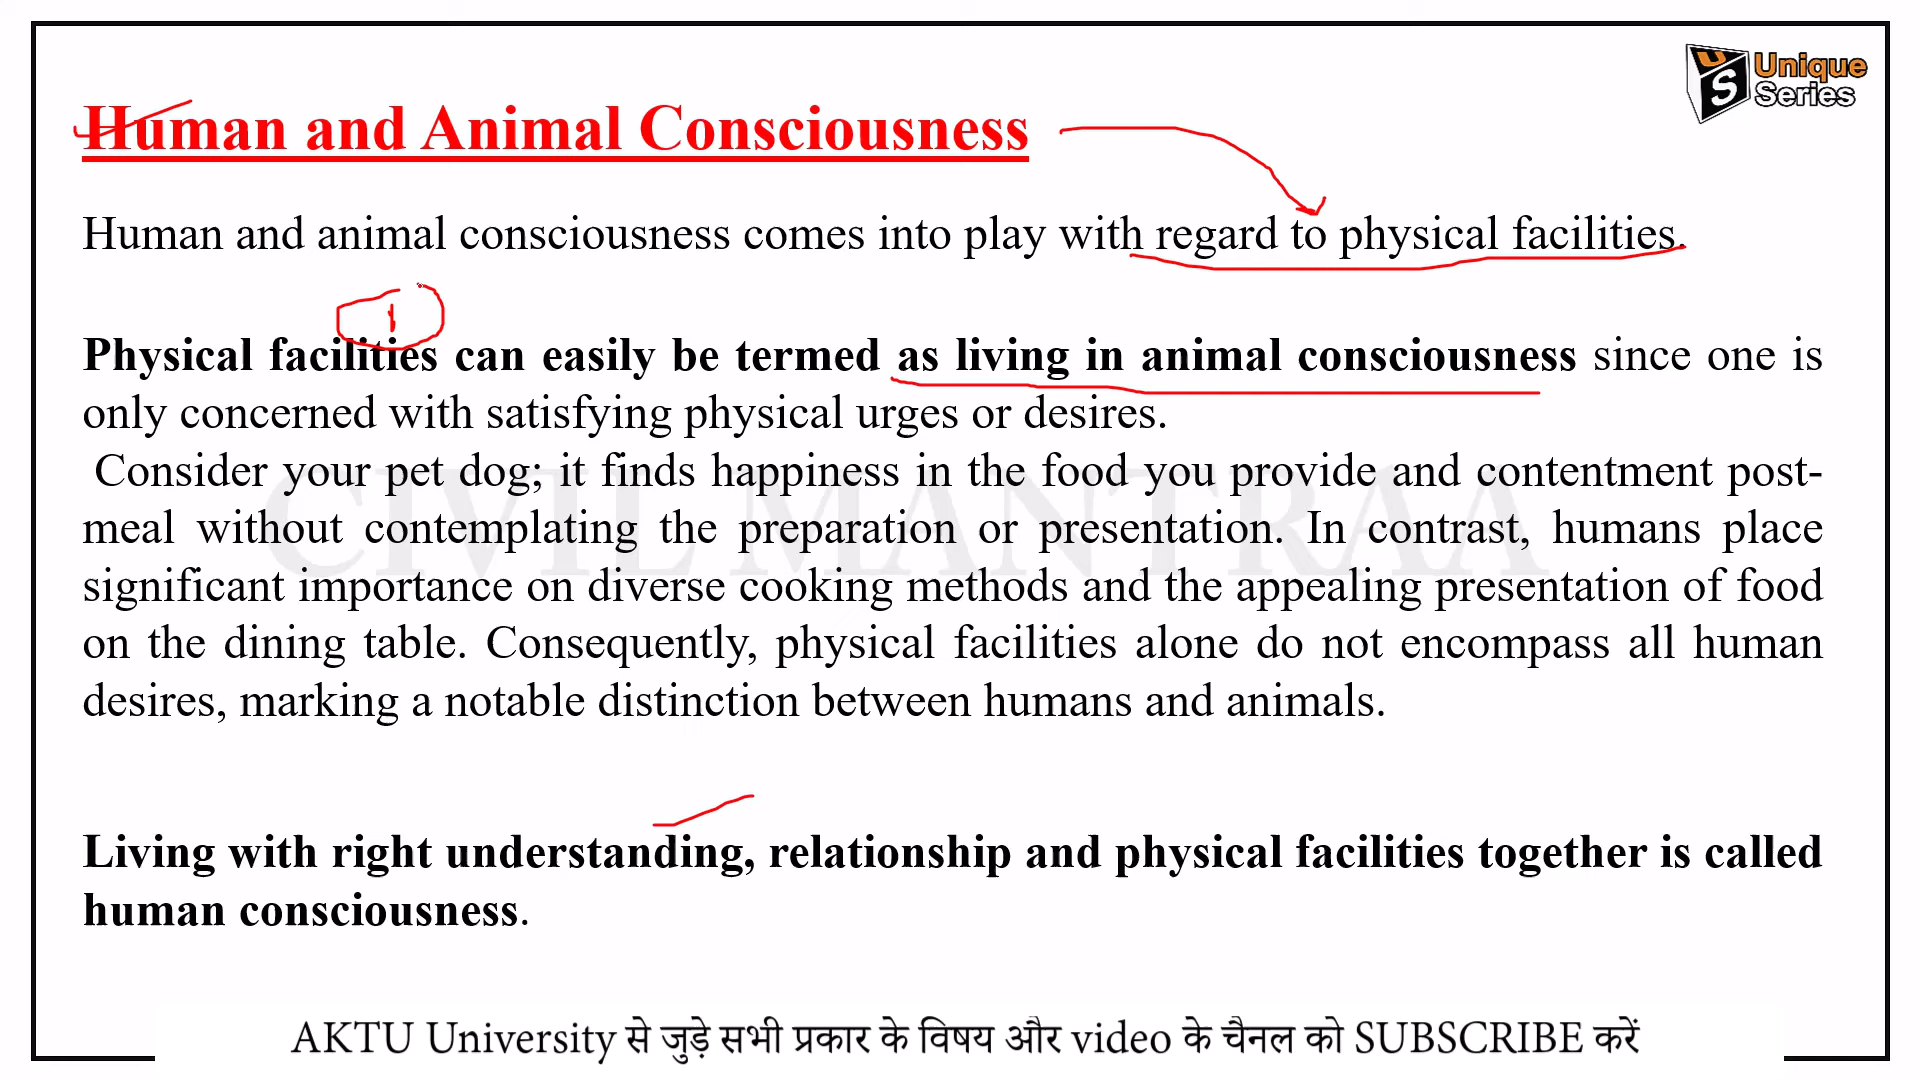 Unique
US Series
Human and Animal Consciousness
Human and animal consciousness comes into play with regard to physical facilities.
1
Physical facilities can easily be termed as living in animal consciousness since one is
only concerned with satisfying physical urges or desires.
Consider your pet dog; it finds happiness in the food you provide and contentment post-
meal without contemplating the preparation or presentation. In contrast, humans place
significant importance on diverse cooking methods and the appealing presentation of food
on the dining table. Consequently, physical facilities alone do not encompass all human
desires, marking a notable distinction between humans and animals.
CIVIL MANTRAA
Living with right understanding, relationship and physical facilities together is called
human consciousness.
AKTU University से जुड़े सभी प्रकार के विषय और video के चैनल को SUBSCRIBE करें